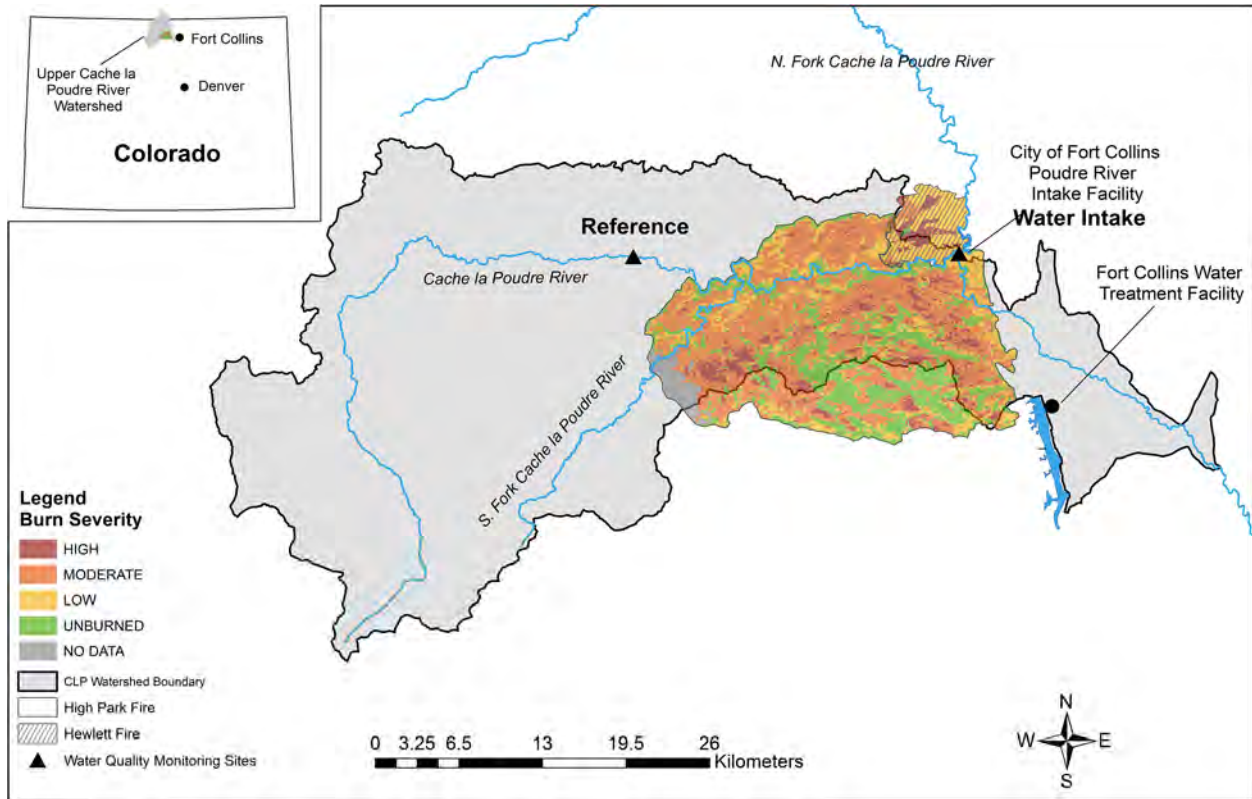 Fort Collins
Upper Cache la
Poudre River
Watershed
Denver
Colorado
N. Fork Cache la Poudre River
City of Fort Collins
Poudre River
Intake Facility
Water Intake
Reference
Cache la Poudre River
Fort Collins Water
Treatment Facility
S. Fork Cache la Poudre River
Legend
Burn Severity
HIGH
MODERATE
LOW
UNBURNED
NO DATA
CLP Watershed Boundary
High Park Fire
Hewlett Fire
Water Quality Monitoring Sites
0 3.25 6.5 13 19.5 26
Kilometers
N
W E
S